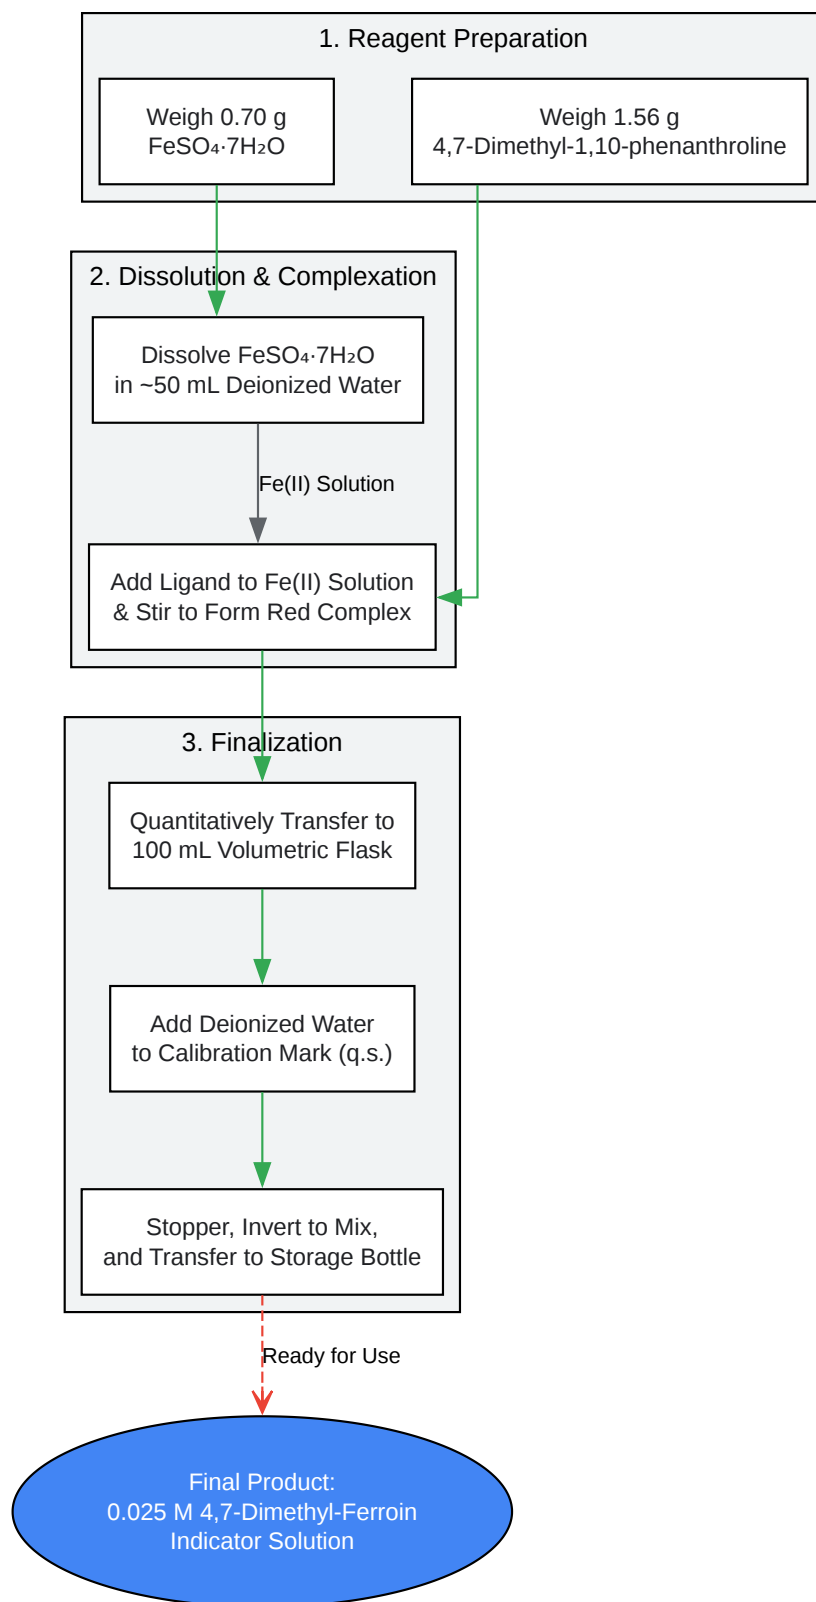 1. Reagent Preparation
Weigh 0.70 g
FeSO₄·7H₂O
Weigh 1.56 g
4,7-Dimethyl-1,10-phenanthroline
2. Dissolution & Complexation
Dissolve FeSO₄·7H₂O
in ~50 mL Deionized Water
Fe(II) Solution
Add Ligand to Fe(II) Solution
& Stir to Form Red Complex
3. Finalization
Quantitatively Transfer to
100 mL Volumetric Flask
Add Deionized Water
to Calibration Mark (q.s.)
Stopper, Invert to Mix,
and Transfer to Storage Bottle
Ready for Use
Final Product:
0.025 M 4,7-Dimethyl-Ferroin
Indicator Solution